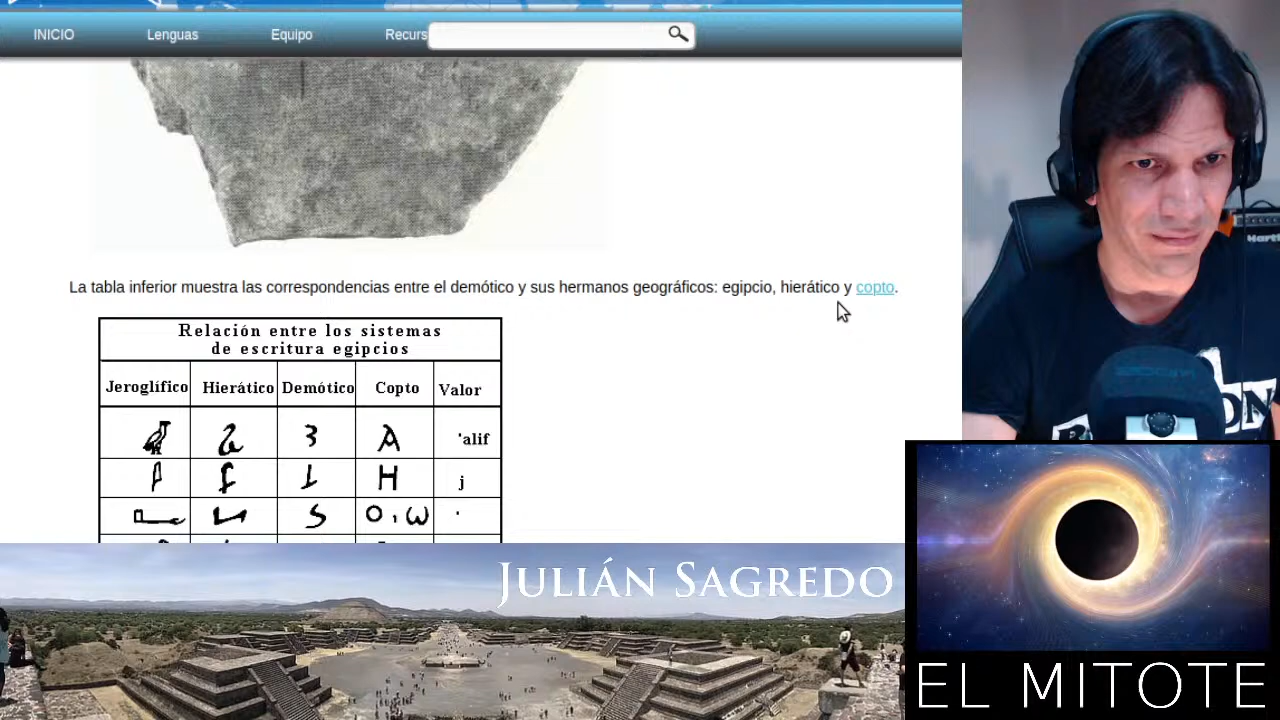 INICIO Lenguas Equipo Recurs
La tabla inferior muestra las correspondencias entre el demótico y sus hermanos geográficos: egipcio, hierático y copto.
Relación entre los sistemas
de escritura egipcios
Jeroglífico Hierático Demótico Copto Valor
'alif
j
'
JULIÁN SAGREDO
EL MITOTE